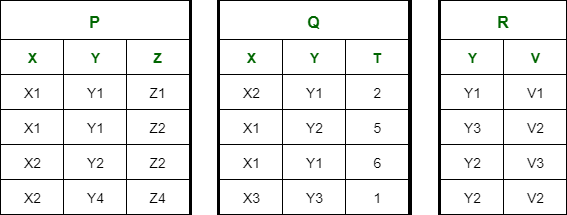 P Q R
X Y Z X Y T Y V
X1 Y1 Z1 X2 Y1 2 Y1 V1
X1 Y1 Z2 X1 Y2 5 Y3 V2
X2 Y2 Z2 X1 Y1 6 Y2 V3
X2 Y4 Z4 X3 Y3 1 Y2 V2